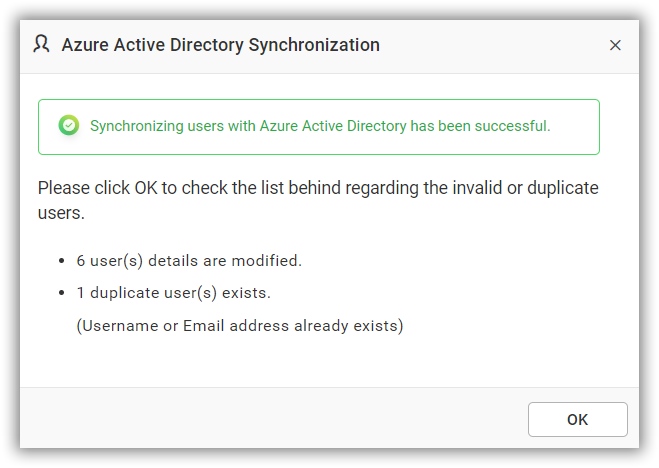 Azure Active Directory Synchronization
Synchronizing users with Azure Active Directory has been successful.
Please click OK to check the list behind regarding the invalid or duplicate
users.
• 6 user(s) details are modified.
• 1 duplicate user(s) exists.
(Username or Email address already exists)
OK